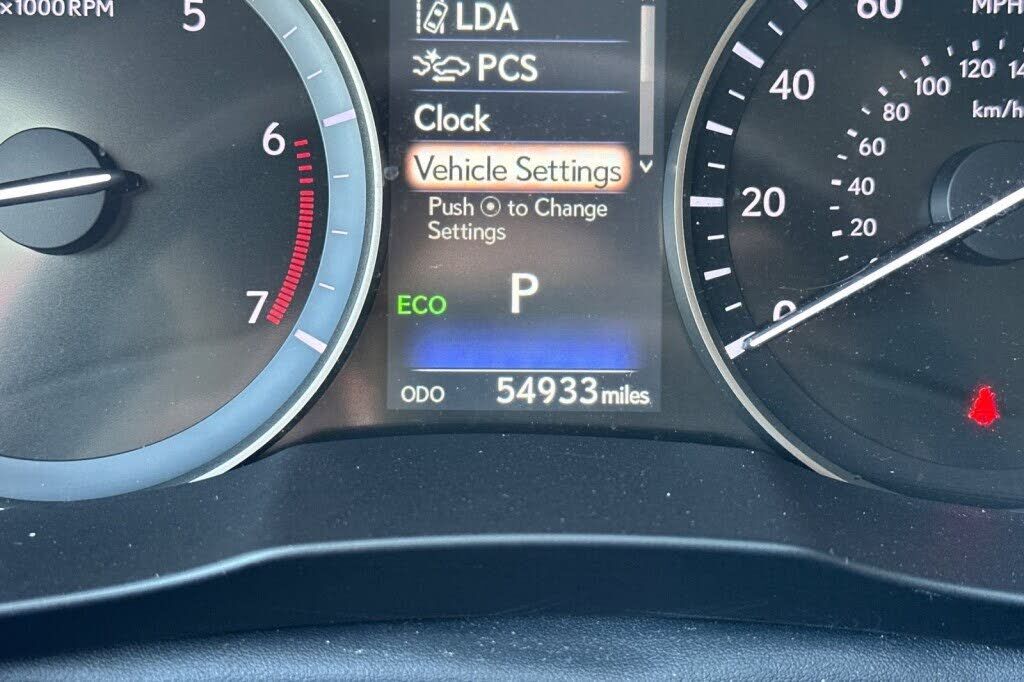 ×1000RPM
5
6
7
LDA
PCS
Clock
Vehicle Settings
Push to Change
Settings
P
ECO
ODO 54933 miles
60
MPH
40
20
0
120
100
80
60
40
20
km/h